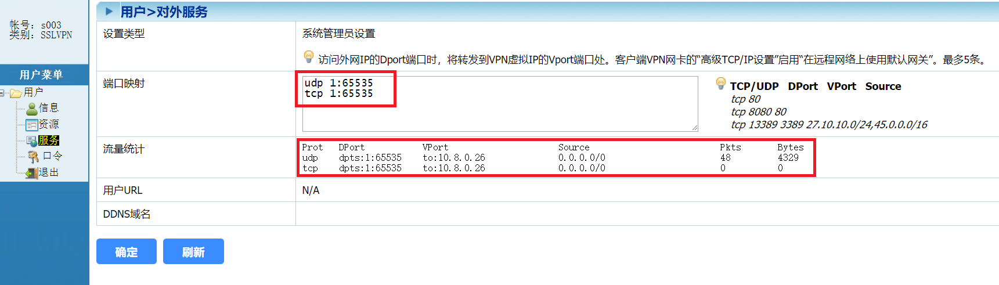 帐号：s003
类别：SSLVPN
用户菜单
用户
信息
资源
服务
口令
退出
用户>对外服务
设置类型
系统管理员设置
访问外网IP的Dport端口时，将转发到VPN虚拟IP的Vport端口处。客户端VPN网卡的“高级TCP/IP设置”启用“在远程网络上使用默认网关”。最多5条。
端口映射
udp 1:65535
tcp 1:65535
TCP/UDP DPort VPort Source
tcp 80
tcp 8080 80
tcp 13389 3389 27.10.10.0/24,45.0.0.0/16
流量统计
Prot DPort VPort Source Pkts Bytes
udp dpts:1:65535 to:10.8.0.26 0.0.0.0/0 48 4329
tcp dpts:1:65535 to:10.8.0.26 0.0.0.0/0 0 0
用户URL
N/A
DDNS域名
确定
刷新